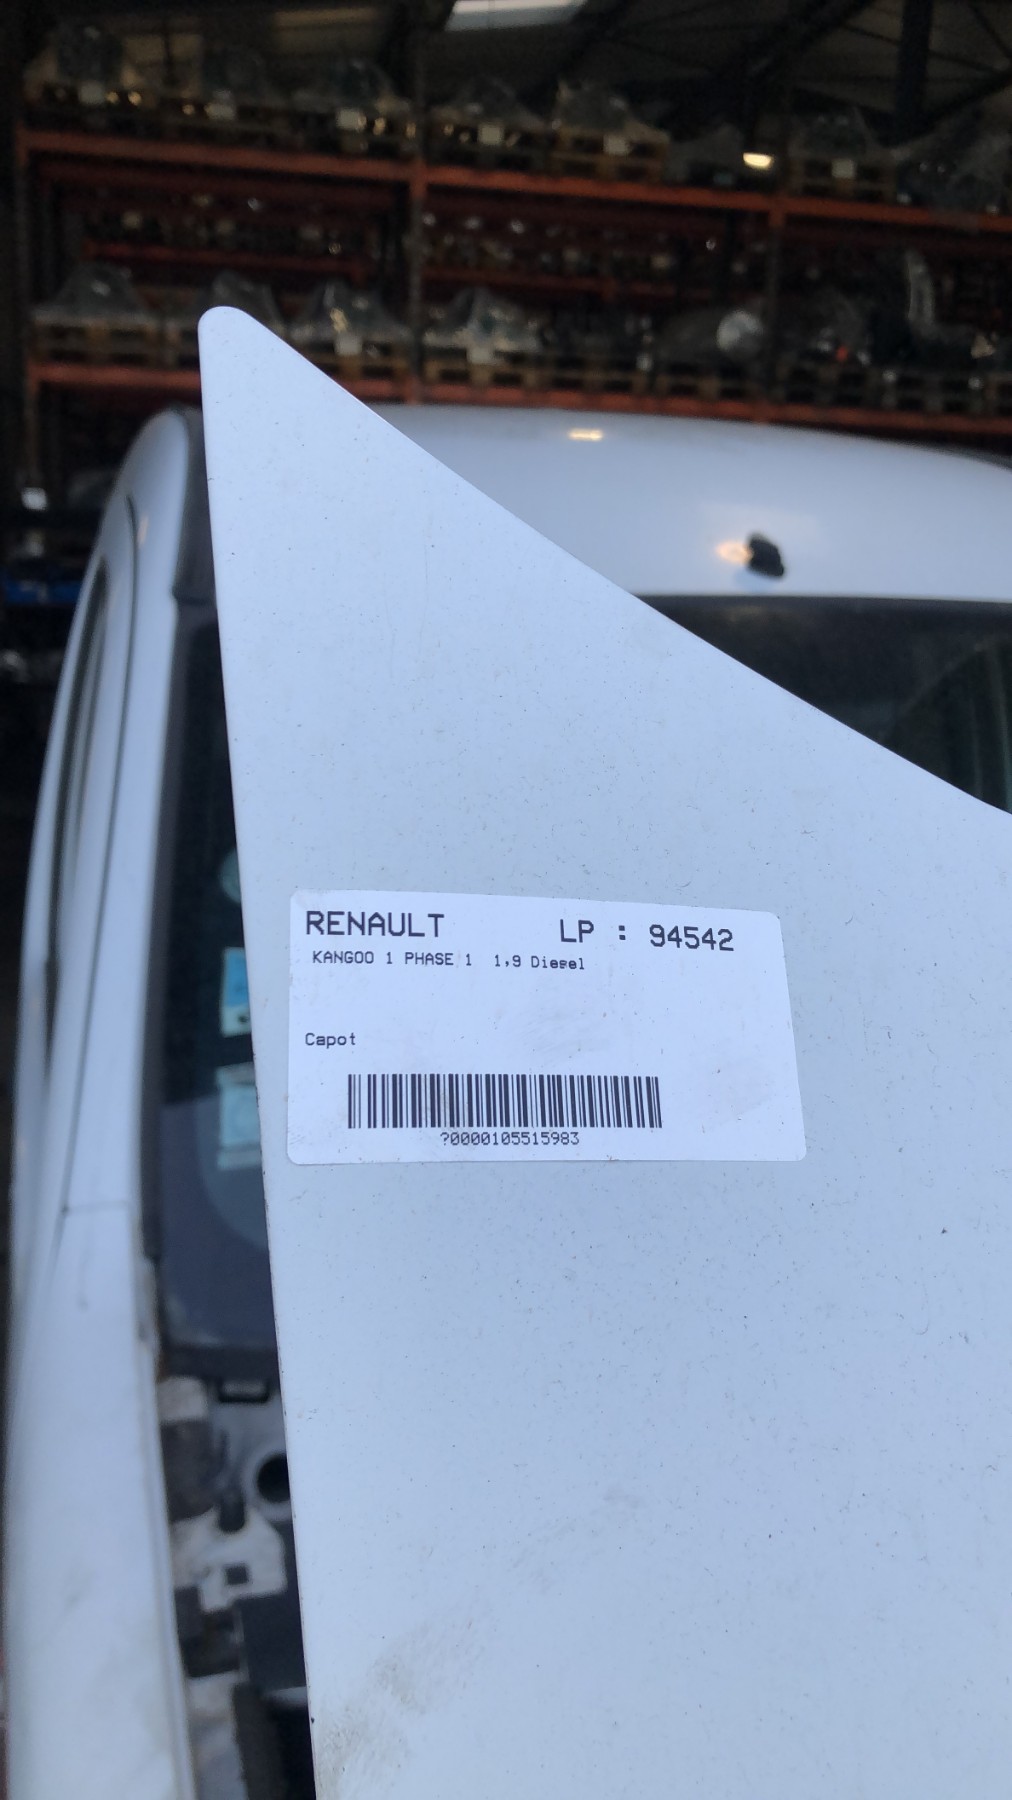 RENAULT LP : 94542
KANGOO 1 PHASE 1 1,9 Diesel
Capot
?0000105515983